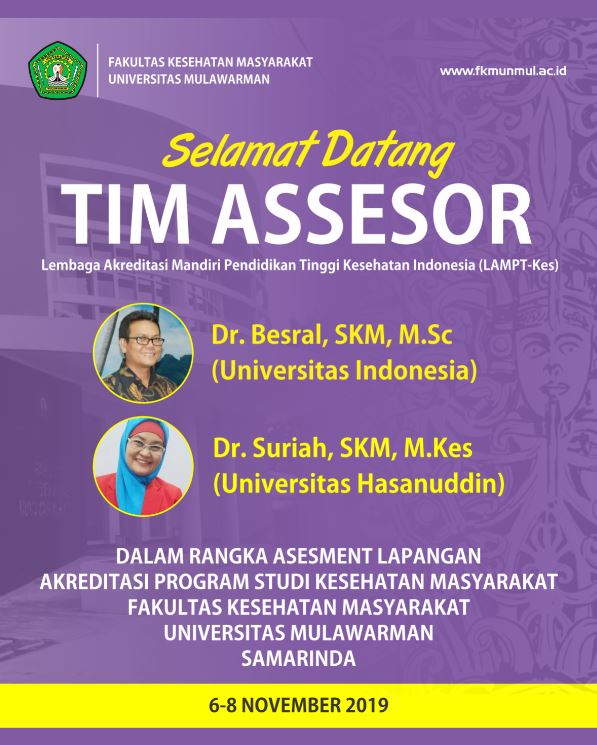 FAKULTAS KESEHATAN MASYARAKAT
UNIVERSITAS MULAWARMAN
www.fkmunmul.ac.id
Selamat Datang
TIM ASSESOR
Lembaga Akreditasi Mandiri Pendidikan Tinggi Kesehatan Indonesia (LAMPT-Kes)
Dr. Besral, SKM, M.Sc
(Universitas Indonesia)
Dr. Suriah, SKM, M.Kes
(Universitas Hasanuddin)
DALAM RANGKA ASESMENT LAPANGAN
AKREDITASI PROGRAM STUDI KESEHATAN MASYARAKAT
FAKULTAS KESEHATAN MASYARAKAT
UNIVERSITAS MULAWARMAN
SAMARINDA
6-8 NOVEMBER 2019